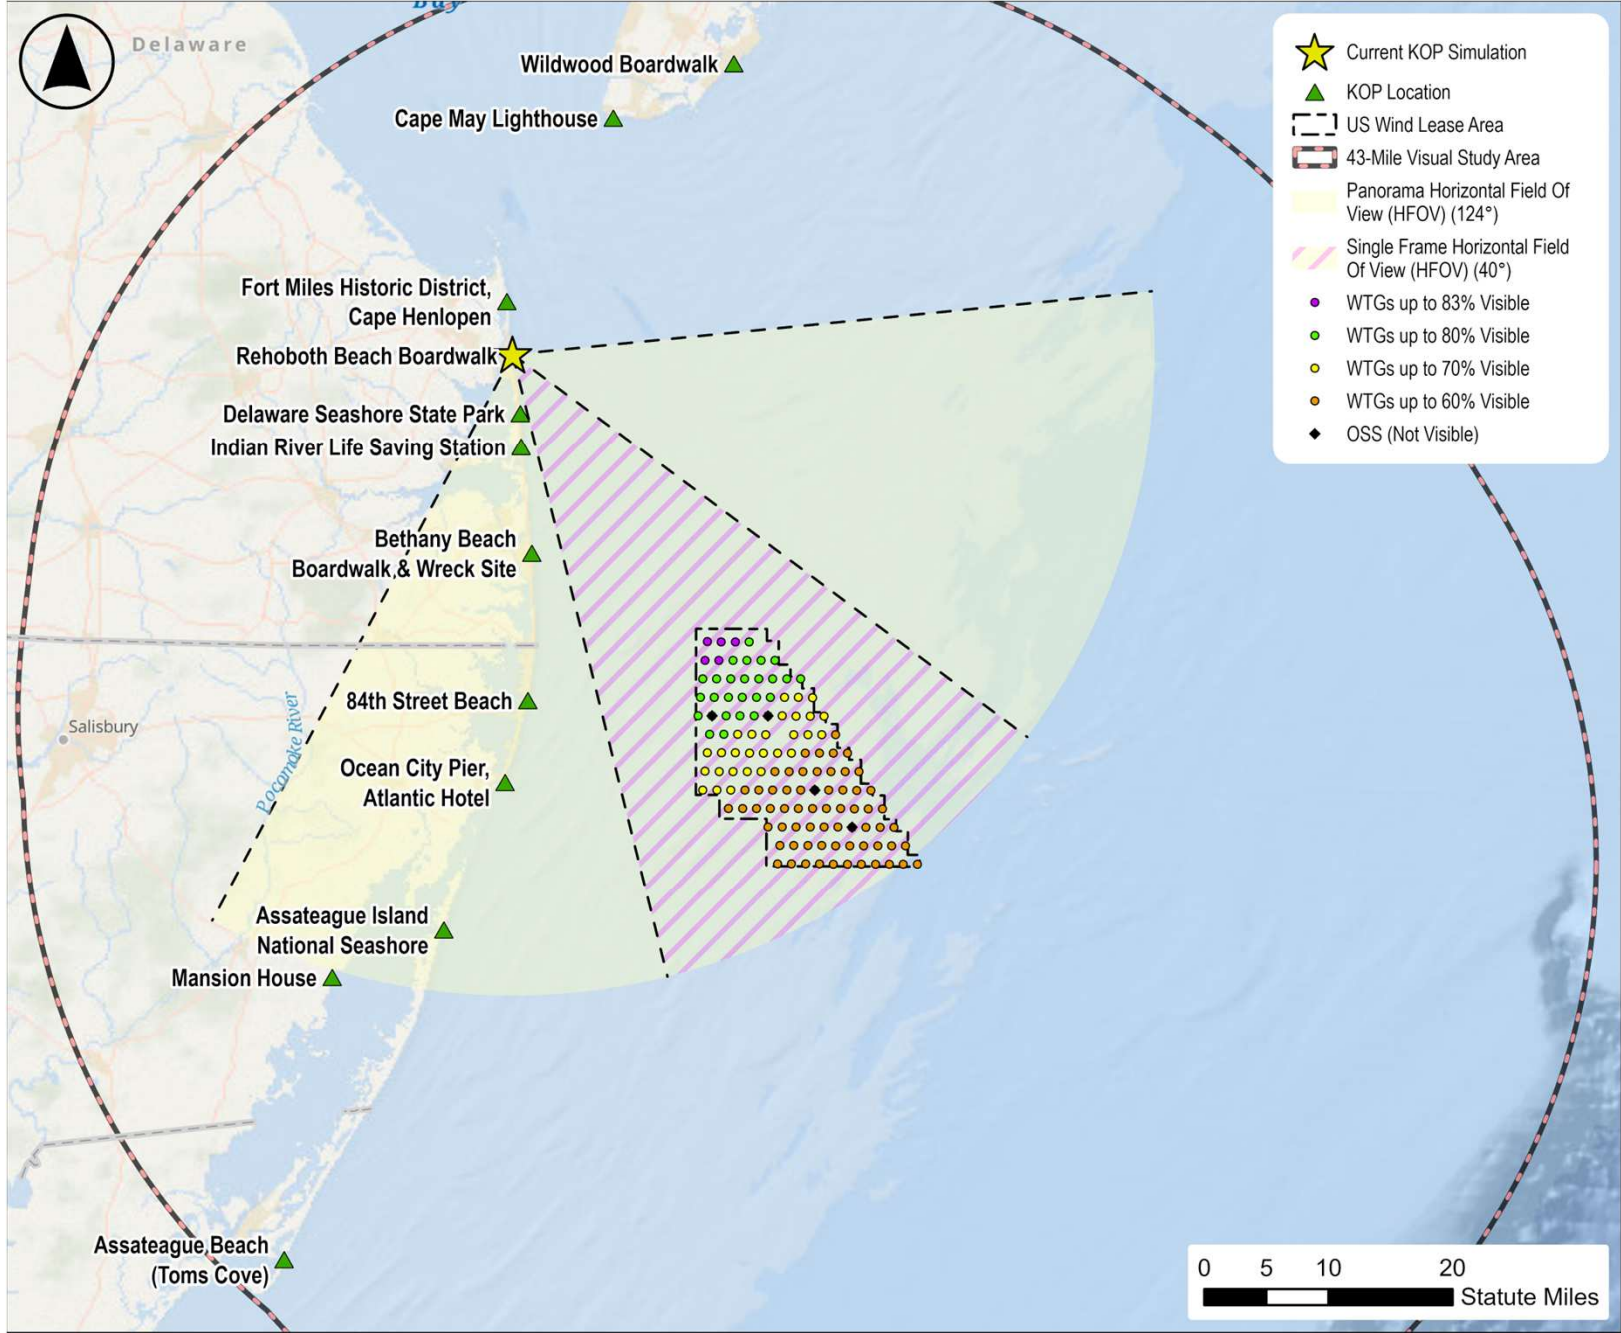 Bay
Delaware
Wildwood Boardwalk
Cape May Lighthouse
Fort Miles Historic District,
Cape Henlopen
Rehoboth Beach Boardwalk
Delaware Seashore State Park
Indian River Life Saving Station
Bethany Beach
Boardwalk & Wreck Site
84th Street Beach
Pocomoke River
Salisbury
Ocean City Pier,
Atlantic Hotel
Assateague Island
National Seashore
Mansion House
Assateague Beach
(Toms Cove)
Current KOP Simulation
KOP Location
US Wind Lease Area
43-Mile Visual Study Area
Panorama Horizontal Field Of
View (HFOV) (124°)
Single Frame Horizontal Field
Of View (HFOV) (40°)
WTGs up to 83% Visible
WTGs up to 80% Visible
WTGs up to 70% Visible
WTGs up to 60% Visible
OSS (Not Visible)
0 5 10 20
Statute Miles